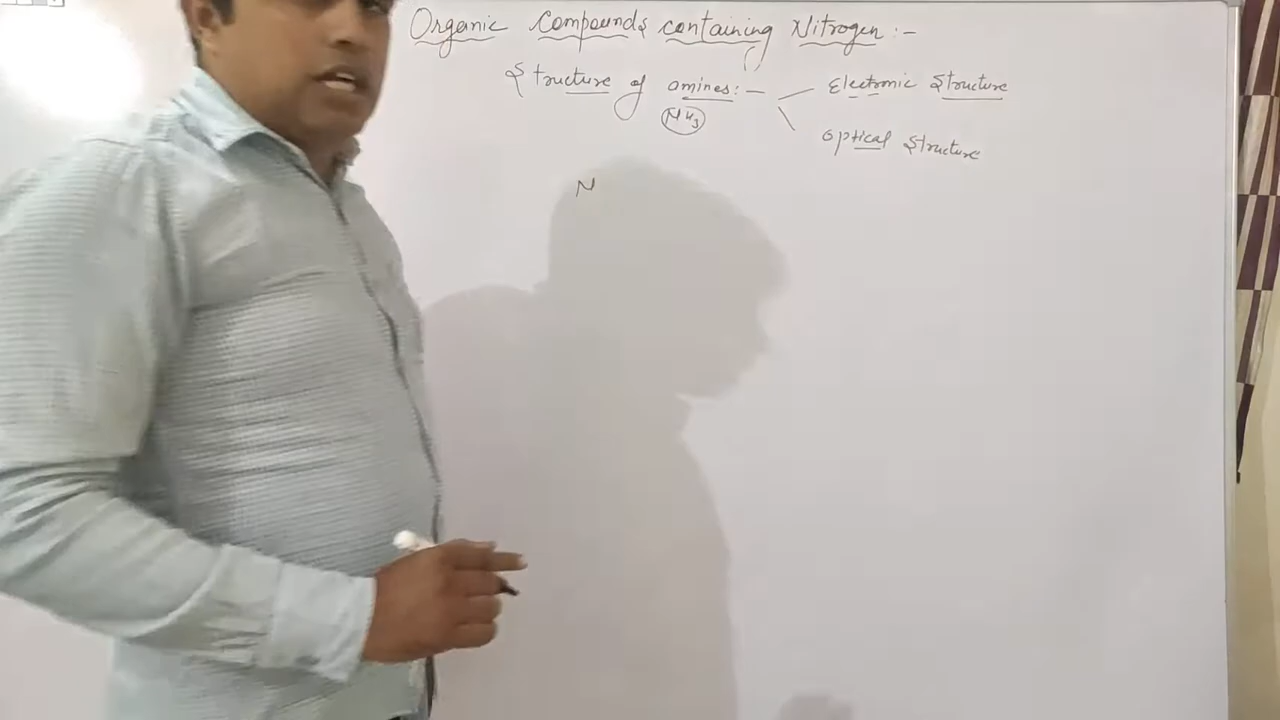 Organic Compounds containing Nitrogen :-
Structure of amines :- Electronic Structure
NH3
Optical Structure
N